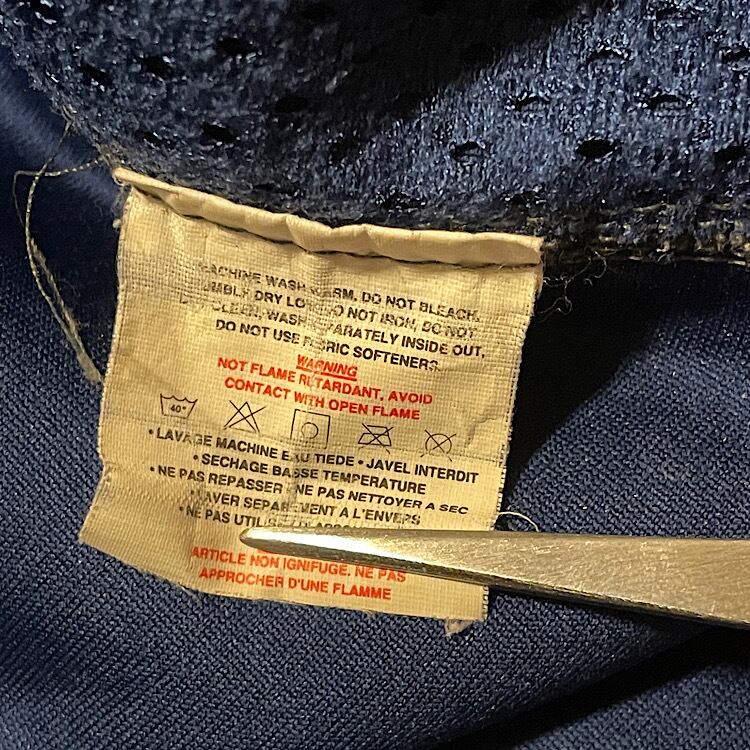 MACHINE WASH WARM, DO NOT BLEACH.
TUMBLE DRY LOW, DO NOT IRON, DO NOT
DRY CLEAN, WASH SEPARATELY INSIDE OUT,
DO NOT USE FABRIC SOFTENERS.
WARNING
NOT FLAME RETARDANT. AVOID
CONTACT WITH OPEN FLAME
40°
• LAVAGE MACHINE EAU TIEDE • JAVEL INTERDIT
• SECHAGE BASSE TEMPERATURE
• NE PAS REPASSER • NE PAS NETTOYER A SEC
LAVER SEPAREMENT A L'ENVERS
• NE PAS UTILISER
ARTICLE NON IGNIFUGE. NE PAS
APPROCHER D'UNE FLAMME